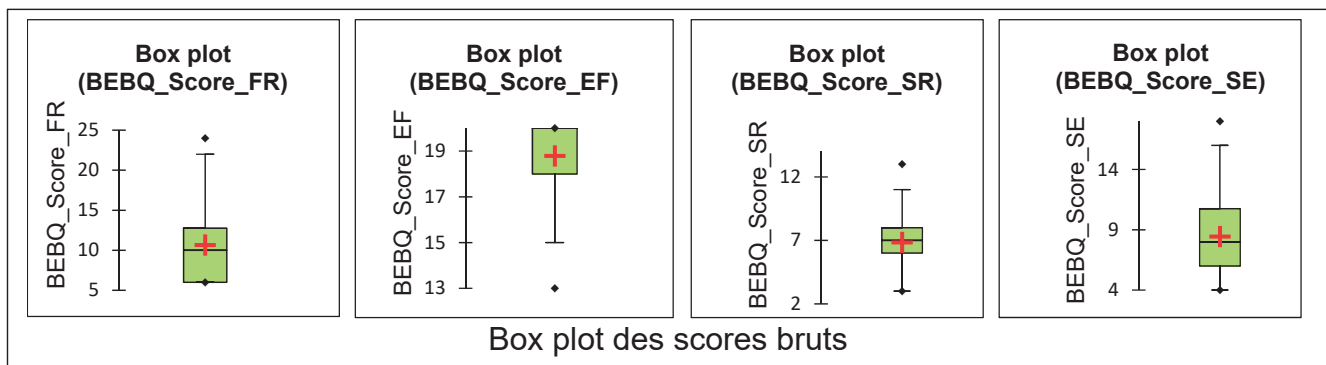 Box plot
(BEBQ_Score_FR)
BEBQ_Score_FR
25
20
15
10
5
Box plot
(BEBQ_Score_EF)
BEBQ_Score_EF
19
17
15
13
Box plot
(BEBQ_Score_SR)
BEBQ_Score_SR
12
7
2
Box plot
(BEBQ_Score_SE)
BEBQ_Score_SE
14
9
4
Box plot des scores bruts